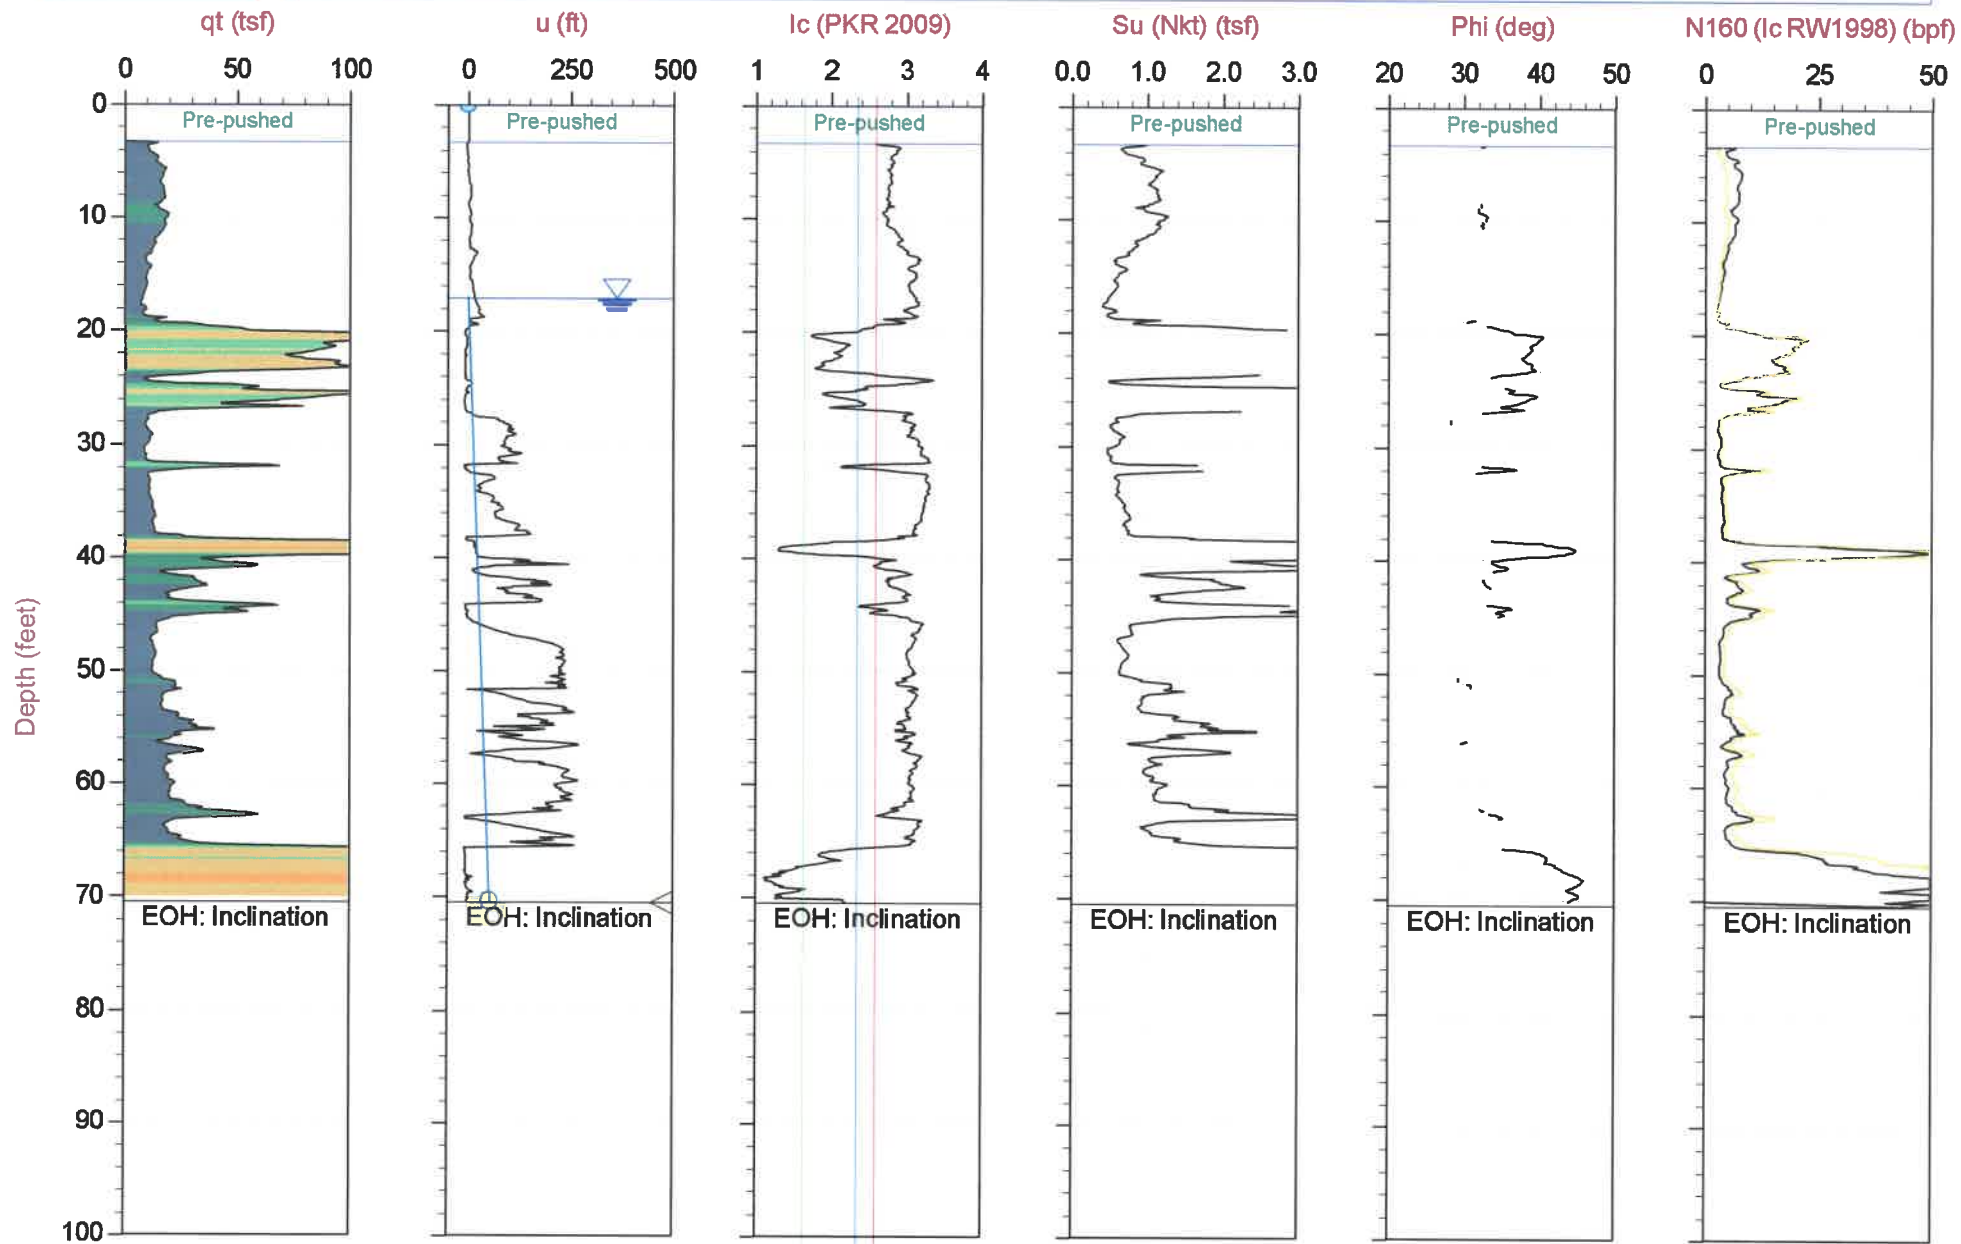 qt (tsf) u (ft) Ic (PKR 2009) Su (Nkt) (tsf) Phi (deg) N160 (Ic RW1998) (bpf)
0 50 100 0 250 500 1 2 3 4 0.0 1.0 2.0 3.0 20 30 40 50 0 25 50
0
Pre-pushed Pre-pushed Pre-pushed Pre-pushed Pre-pushed Pre-pushed
10
20
30
40
50
60
70
EOH: Inclination EOH: Inclination EOH: Inclination EOH: Inclination EOH: Inclination EOH: Inclination
80
90
100
Depth (feet)